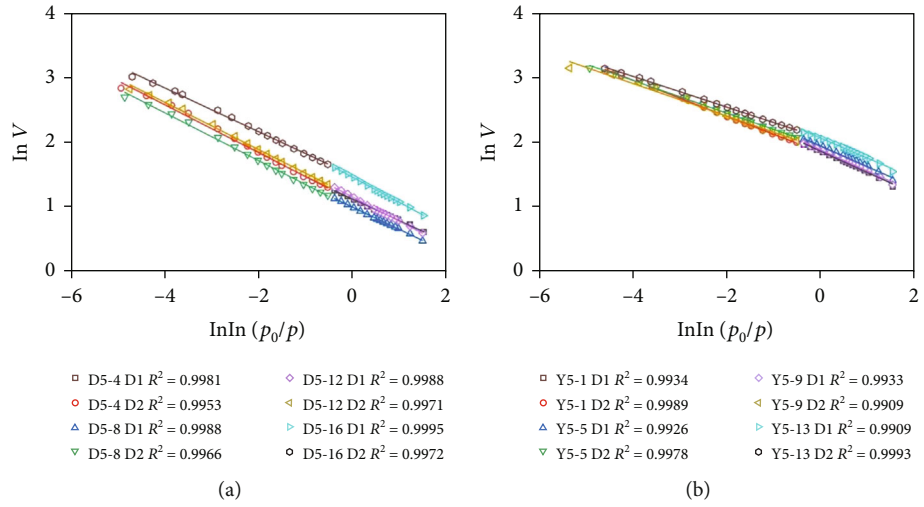 4
3
2
1
0
ln V
−6
−4
−2
0
2
lnln (p₀/p)
D5-4 D1 R² = 0.9981
D5-4 D2 R² = 0.9953
D5-8 D1 R² = 0.9988
D5-8 D2 R² = 0.9966
D5-12 D1 R² = 0.9988
D5-12 D2 R² = 0.9971
D5-16 D1 R² = 0.9995
D5-16 D2 R² = 0.9972
(a)
4
3
2
1
0
ln V
−6
−4
−2
0
2
lnln (p₀/p)
Y5-1 D1 R² = 0.9934
Y5-1 D2 R² = 0.9989
Y5-5 D1 R² = 0.9926
Y5-5 D2 R² = 0.9978
Y5-9 D1 R² = 0.9933
Y5-9 D2 R² = 0.9909
Y5-13 D1 R² = 0.9909
Y5-13 D2 R² = 0.9993
(b)